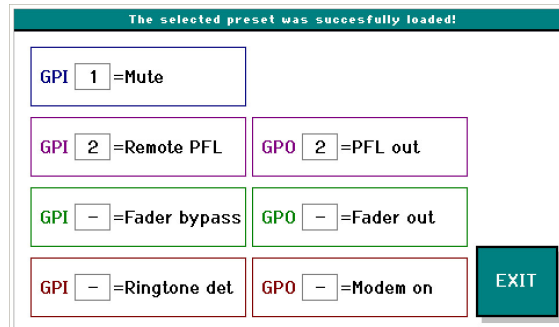 The selected preset was succesfully loaded!
GPI 1 =Mute
GPI 2 =Remote PFL GPO 2 =PFL out
GPI - =Fader bypass GPO - =Fader out
GPI - =Ringtone det GPO - =Modem on
EXIT